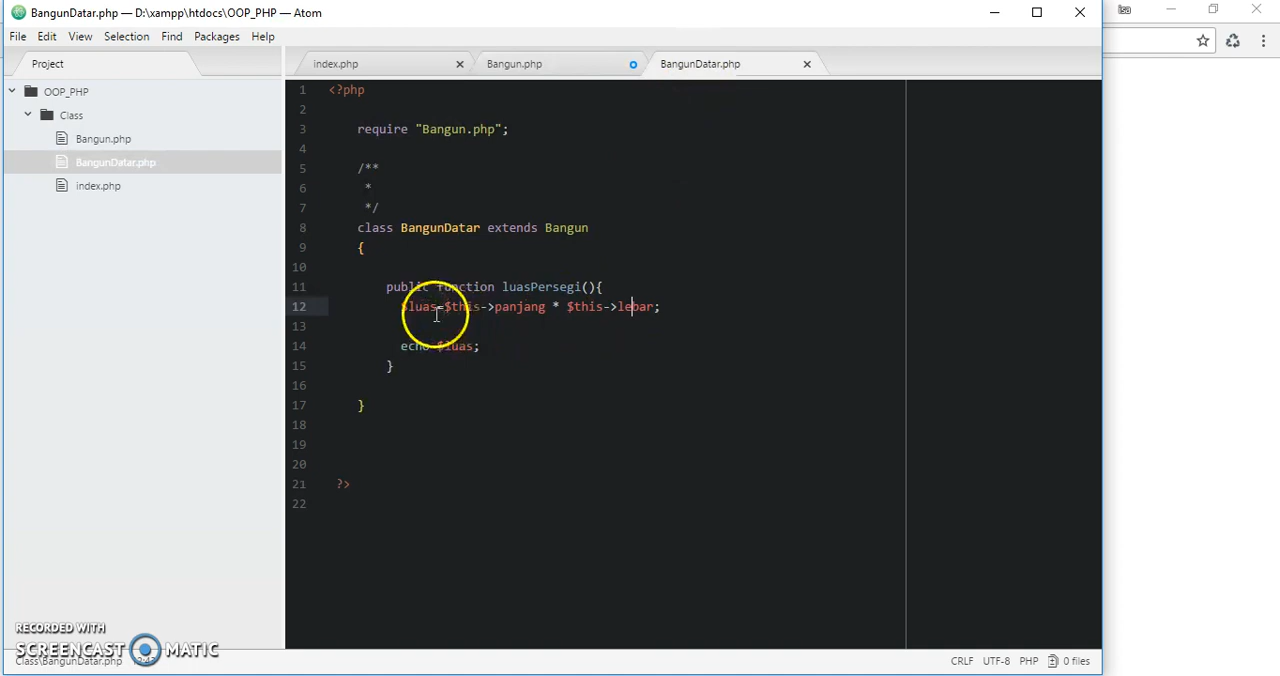 BangunDatar.php — D:\xampp\htdocs\OOP_PHP — Atom
File Edit View Selection Find Packages Help
Project
index.php
Bangun.php
BangunDatar.php
OOP_PHP
Class
Bangun.php
BangunDatar.php
index.php
1 <?php
2
3 require "Bangun.php";
4
5 /**
6 *
7 */
8 class BangunDatar extends Bangun
9 {
10
11 public function luasPersegi(){
12 $luas=$this->panjang * $this->lebar;
13
14 echo $luas;
15 }
16
17 }
18
19
20
21 ?>
22
RECORDED WITH
SCREENCAST MATIC
Class\BangunDatar.php
CRLF UTF-8 PHP 0 files